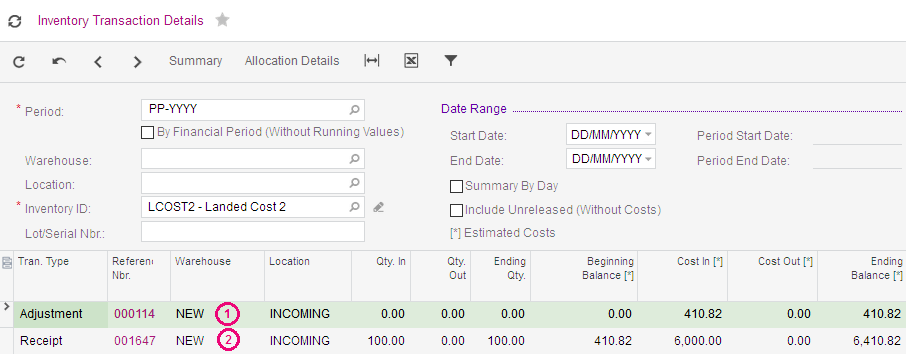 Inventory Transaction Details
Summary Allocation Details
* Period: PP-YYYY
By Financial Period (Without Running Values)
Warehouse:
Location:
* Inventory ID: LCOST2 - Landed Cost 2
Lot/Serial Nbr.:
Date Range
Start Date: DD/MM/YYYY Period Start Date:
End Date: DD/MM/YYYY Period End Date:
Summary By Day
Include Unreleased (Without Costs)
[*] Estimated Costs
Tran. Type Nbr. Warehouse Location Qty. In Qty. Out Ending Qty. Beginning Balance [*] Cost In [*] Cost Out [*] Ending Balance [*]
Adjustment 000114 NEW 1 INCOMING 0.00 0.00 0.00 0.00 410.82 0.00 410.82
Receipt 001647 NEW 2 INCOMING 100.00 0.00 100.00 410.82 6,000.00 0.00 6,410.82